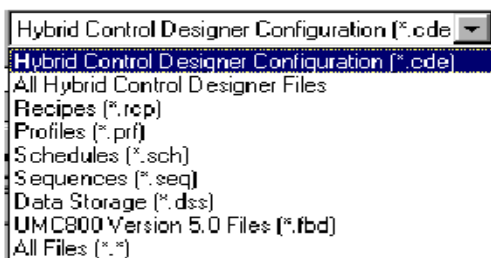 Hybrid Control Designer Configuration (*.cde
Hybrid Control Designer Configuration (*.cde)
All Hybrid Control Designer Files
Recipes (*.rcp)
Profiles (*.prf)
Schedules (*.sch)
Sequences (*.seq)
Data Storage (*.dss)
UMC800 Version 5.0 Files (*.fbd)
All Files (*.*)